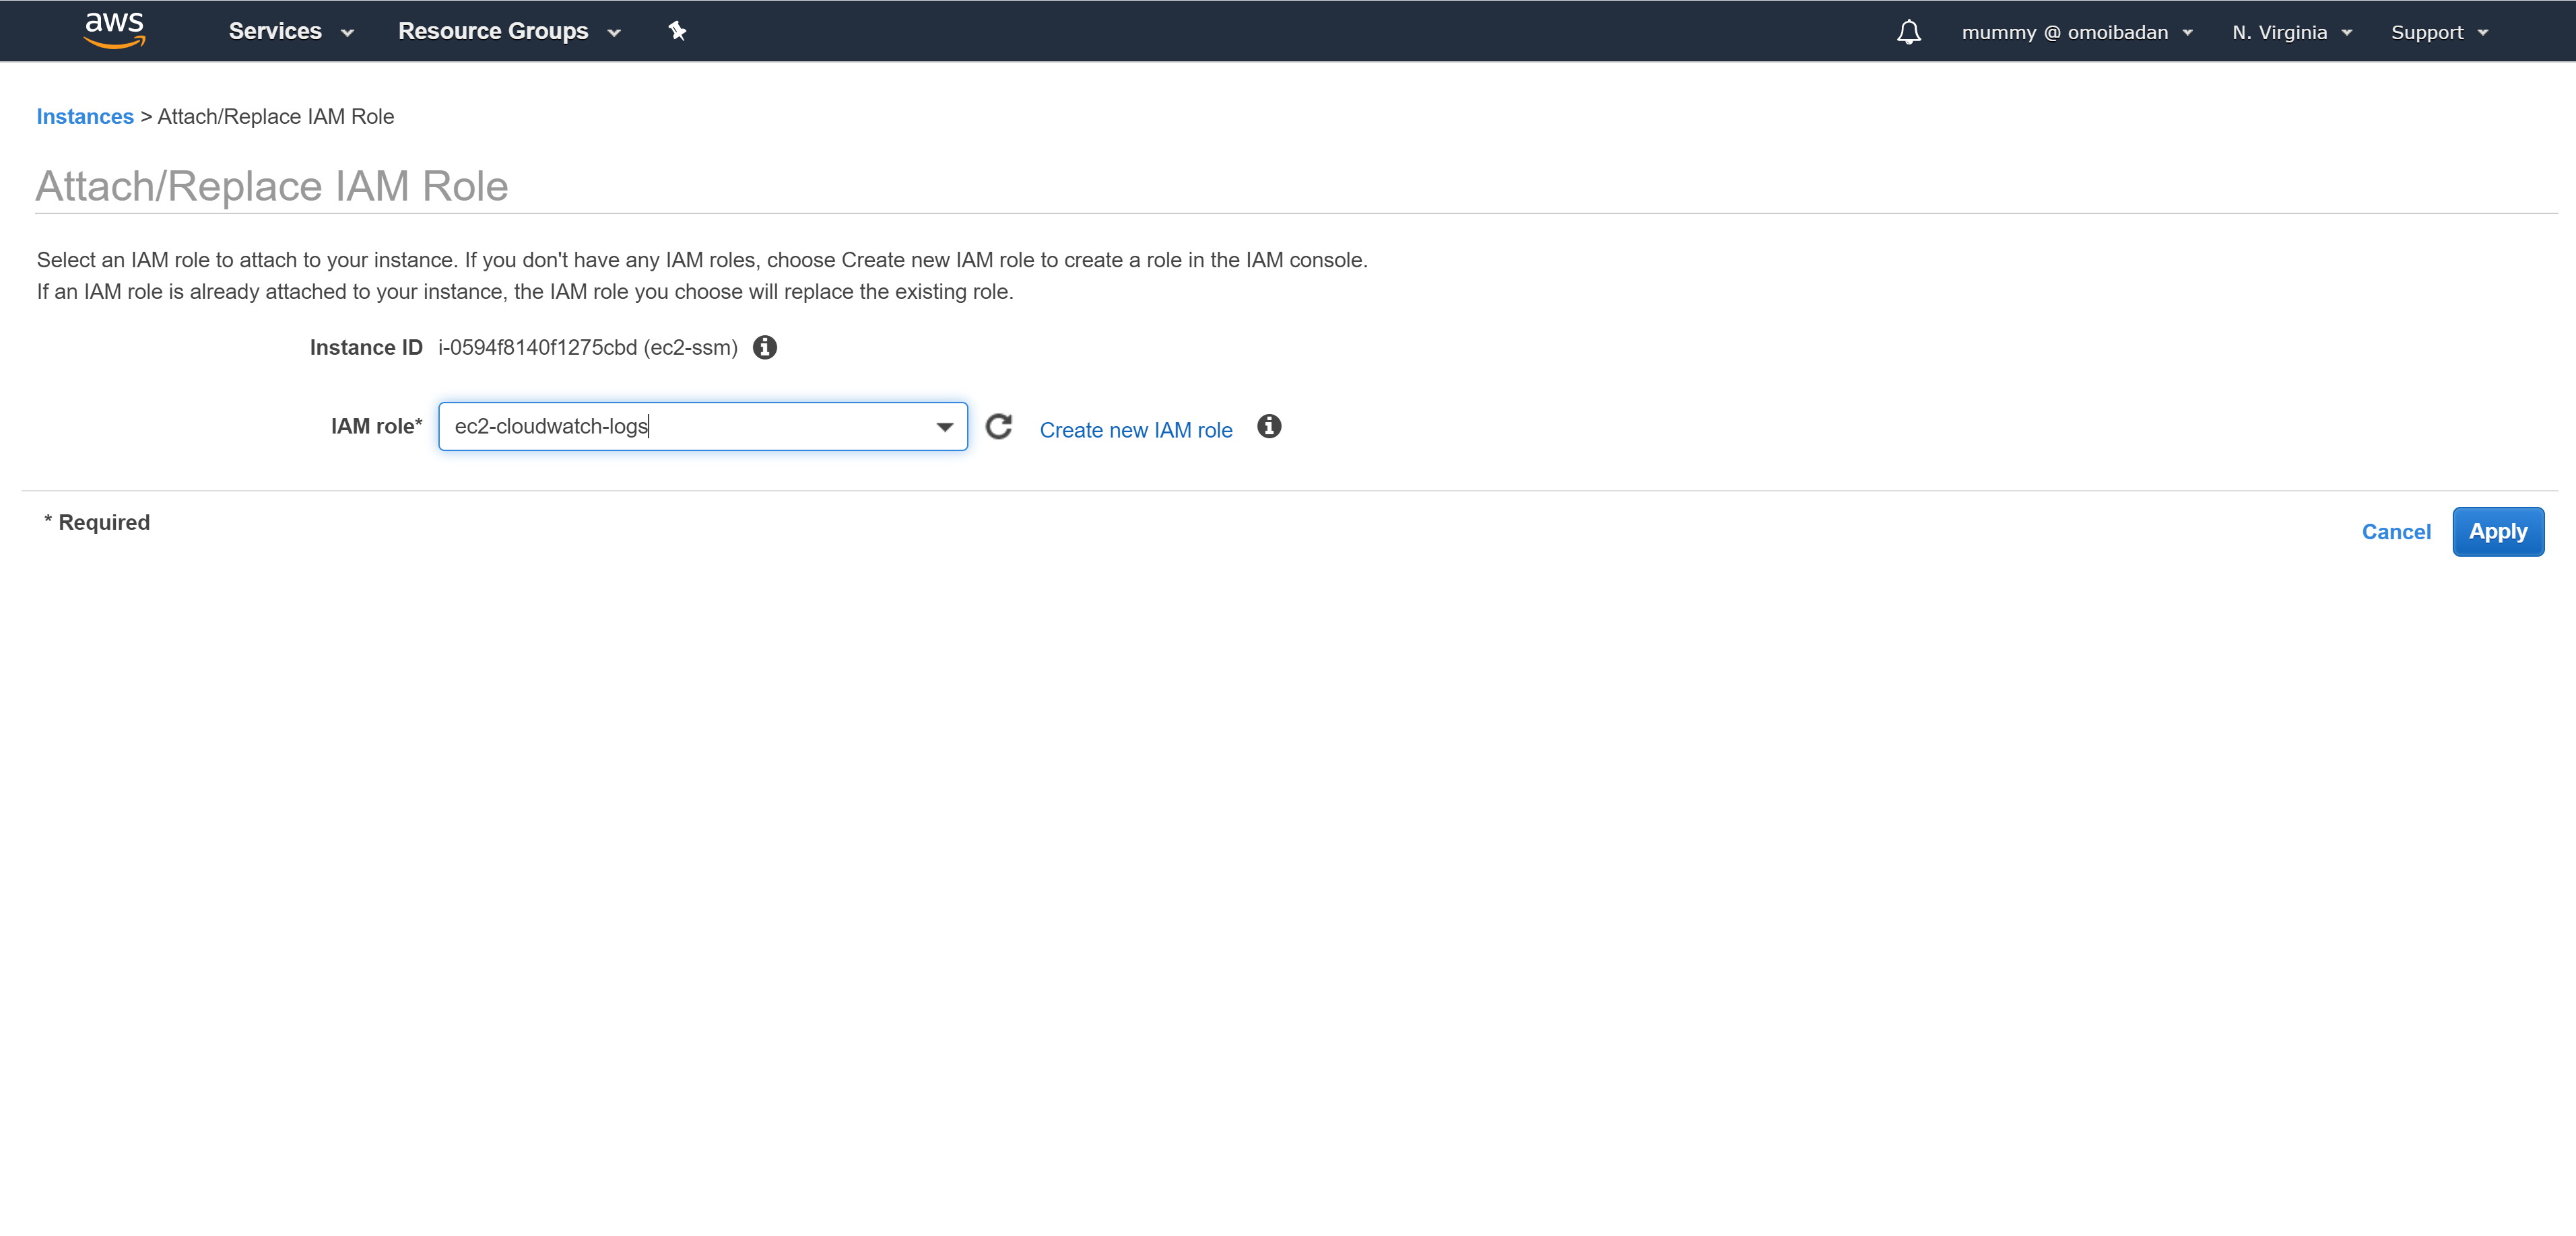 aws Services Resource Groups mummy @ omoibadan N. Virginia Support
Instances > Attach/Replace IAM Role
Attach/Replace IAM Role
Select an IAM role to attach to your instance. If you don't have any IAM roles, choose Create new IAM role to create a role in the IAM console.
If an IAM role is already attached to your instance, the IAM role you choose will replace the existing role.
Instance ID i-0594f8140f1275cbd (ec2-ssm)
IAM role* ec2-cloudwatch-logs Create new IAM role
* Required
Cancel Apply